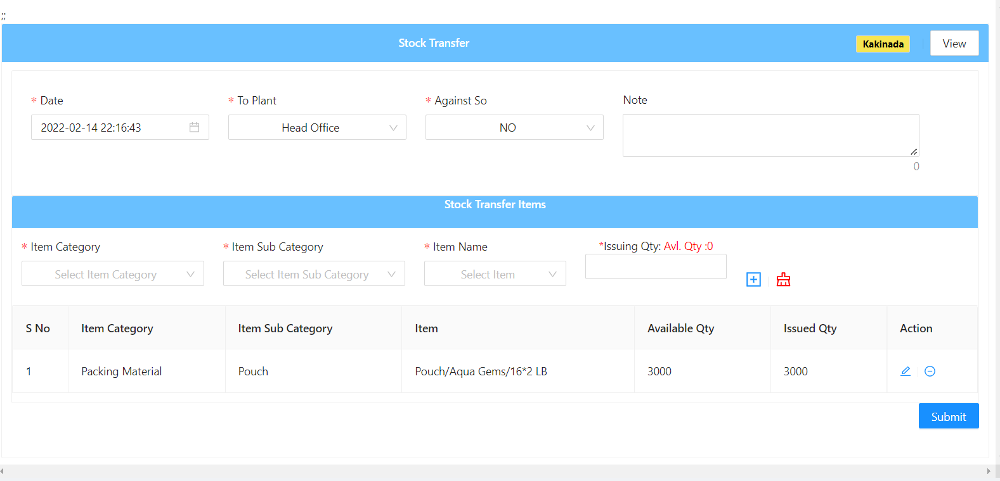 ;;
Stock Transfer
Kakinada
View
* Date
* To Plant
* Against So
Note
2022-02-14 22:16:43
Head Office
NO
0
Stock Transfer Items
* Item Category
* Item Sub Category
* Item Name
*Issuing Qty: Avl. Qty :0
Select Item Category
Select Item Sub Category
Select Item
S No
Item Category
Item Sub Category
Item
Available Qty
Issued Qty
Action
1
Packing Material
Pouch
Pouch/Aqua Gems/16*2 LB
3000
3000
Submit